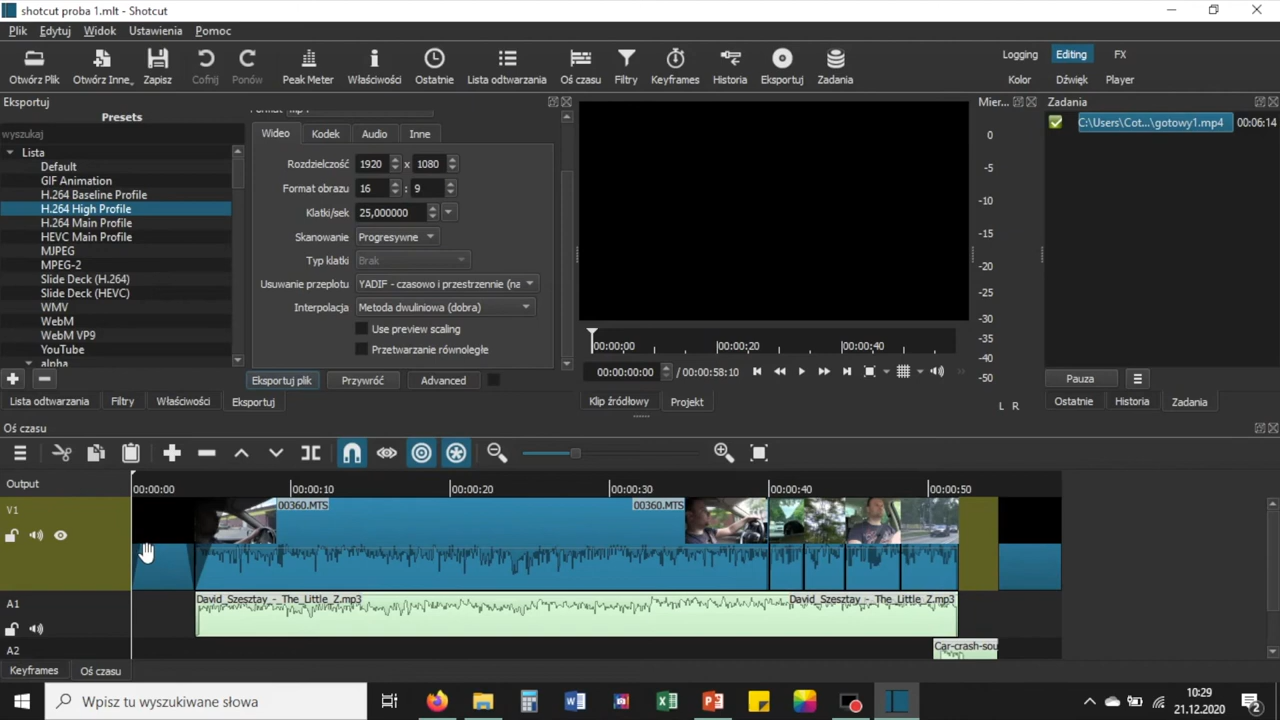 shotcut proba 1.mlt - Shotcut
Plik Edytuj Widok Ustawienia Pomoc
Otwórz Plik Otwórz Inne Zapisz Cofnij Ponów Peak Meter Właściwości Ostatnie Lista odtwarzania Oś czasu Filtry Keyframes Historia Eksportuj Zadania
Logging Editing FX
Kolor Dźwięk Player
Eksportuj
Presets
wyszukaj
Lista
Default
GIF Animation
H.264 Baseline Profile
H.264 High Profile
H.264 Main Profile
HEVC Main Profile
MJPEG
MPEG-2
Slide Deck (H.264)
Slide Deck (HEVC)
WMV
WebM
WebM VP9
YouTube
alpha
Format mp4
Wideo Kodek Audio Inne
Rozdzielczość 1920 x 1080
Format obrazu 16 : 9
Klatki/sek 25,000000
Skanowanie Progresywne
Typ klatki Brak
Usuwanie przeplotu YADIF - czasowo i przestrzennie (na
Interpolacja Metoda dwuliniowa (dobra)
Use preview scaling
Przetwarzanie równoległe
Eksportuj plik Przywróć Advanced
Lista odtwarzania Filtry Właściwości Eksportuj
00:00:00 00:00:20 00:00:40
00:00:00:00 / 00:00:58:10
Klip źródłowy Projekt
Mier...
0
-5
-10
-15
-20
-25
-30
-35
-40
-50
L R
Zadania
C:\Users\Cot...\gotowy1.mp4 00:06:14
Pauza
Ostatnie Historia Zadania
Oś czasu
Output 00:00:00 00:00:10 00:00:20 00:00:30 00:00:40 00:00:50
V1 00360.MTS 00360.MTS
A1 David_Szesztay_-_The_Little_Z.mp3 David_Szesztay_-_The_Little_Z.mp3
A2 Car-crash-sou
Keyframes Oś czasu
Wpisz tu wyszukiwane słowa
10:29
21.12.2020
2